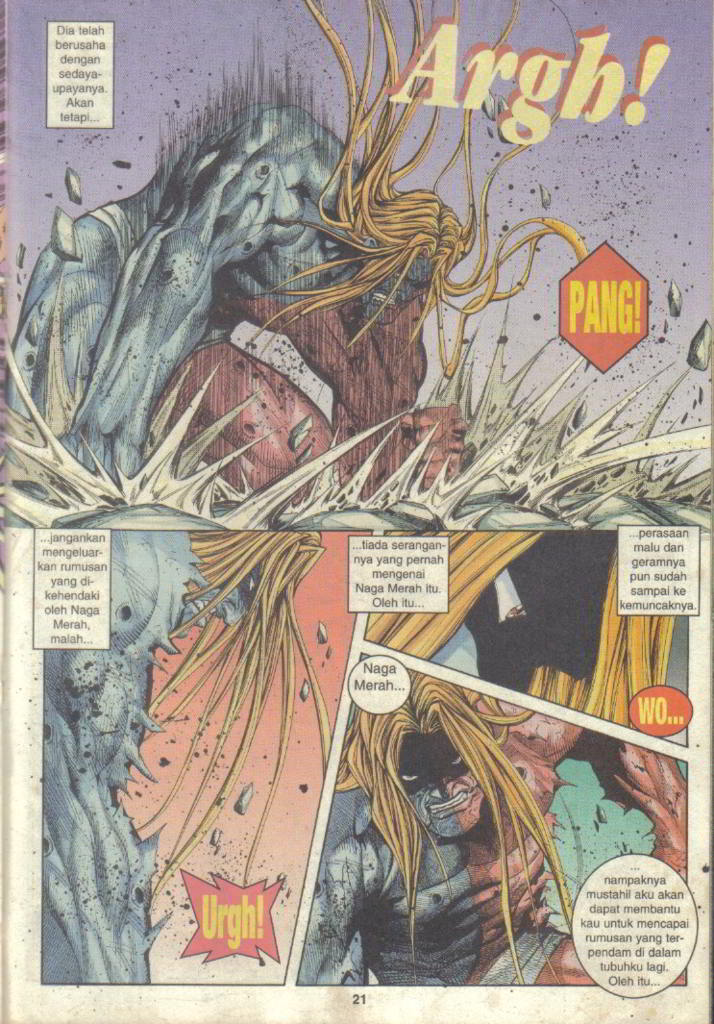 Dia telah
berusaha
dengan
sedaya-
upayanya.
Akan
tetapi...
Argh!
PANG!
...jangankan
mengeluar-
kan rumusan
yang di-
kehendaki
oleh Naga
Merah,
malah...
...tiada serangan-
nya yang pernah
mengenai
Naga Merah itu.
Oleh itu...
...perasaan
malu dan
geramnya
pun sudah
sampai ke
kemuncaknya.
WO...
Urgh!
Naga
Merah...
...
nampaknya
mustahil aku akan
dapat membantu
kau untuk mencapai
rumusan yang ter-
pendam di dalam
tubuhku lagi.
Oleh itu...
21